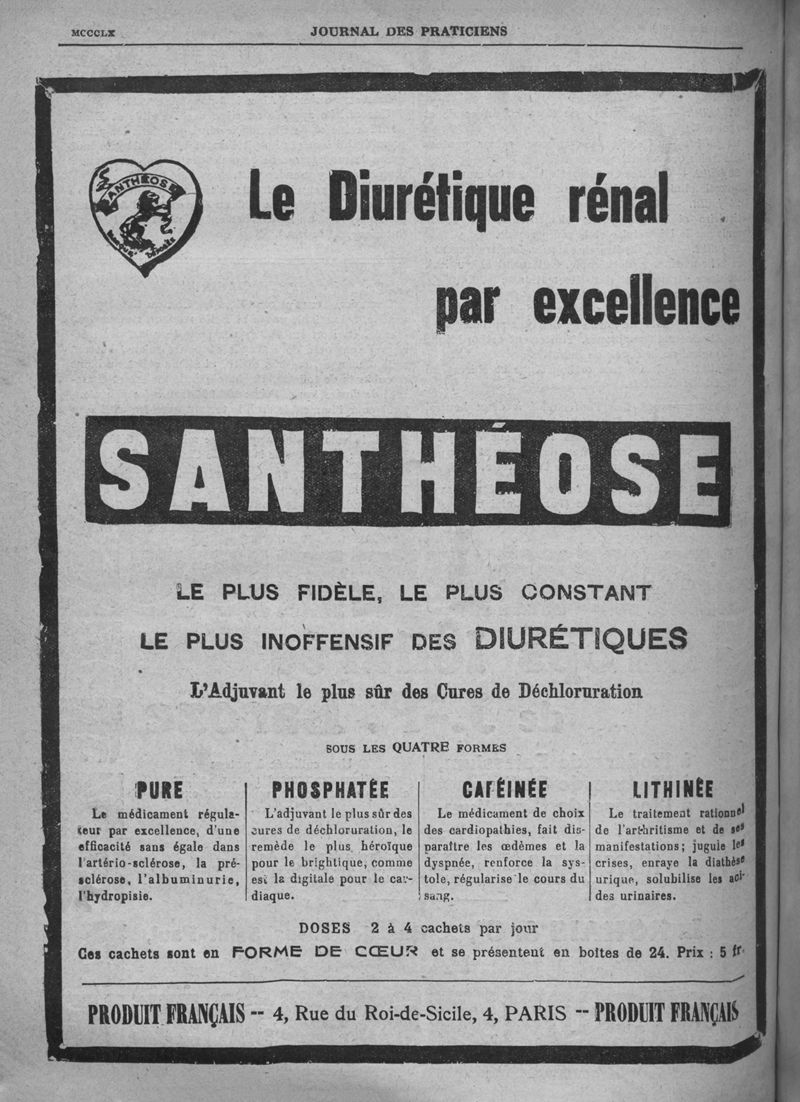 MCCCLX
JOURNAL DES PRATICIENS
SANTHÉOSE
MARQUE DÉPOSÉE
Le Diurétique rénal
par excellence
SANTHÉOSE
LE PLUS FIDÈLE, LE PLUS CONSTANT
LE PLUS INOFFENSIF DES DIURÉTIQUES
L'Adjuvant le plus sûr des Cures de Déchloruration
SOUS LES QUATRE FORMES
PURE
Le médicament régula-
teur par excellence, d'une
efficacité sans égale dans
l'artério-sclérose, la pré-
sclérose, l'albuminurie,
l'hydropisie.
PHOSPHATÉE
L'adjuvant le plus sûr des
cures de déchloruration, le
remède le plus héroïque
pour le brightique, comme
est la digitale pour le car-
diaque.
CAFÉINÉE
Le médicament de choix
des cardiopathies, fait dis-
paraître les œdèmes et la
dyspnée, renforce la sys-
tole, régularise le cours du
sang.
LITHINÉE
Le traitement rationnel
de l'arthritisme et de ses
manifestations; jugule les
crises, enraye la diathèse
urique, solubilise les aci-
des urinaires.
DOSES 2 à 4 cachets par jour
Ces cachets sont en FORME DE CŒUR et se présentent en boîtes de 24. Prix : 5 fr.
PRODUIT FRANÇAIS -- 4, Rue du Roi-de-Sicile, 4, PARIS -- PRODUIT FRANÇAIS